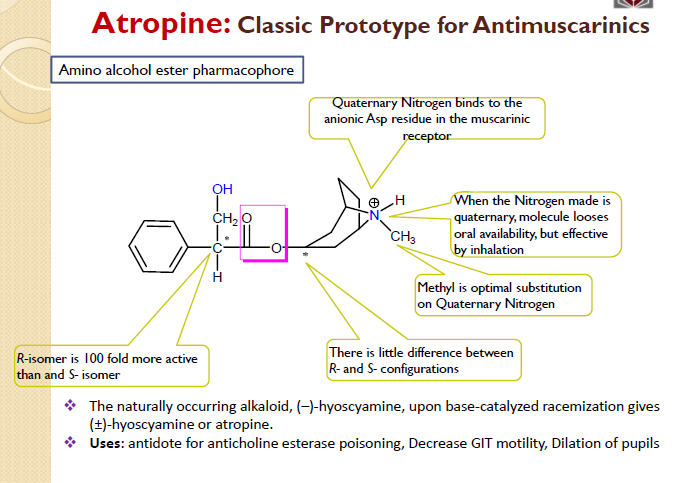 Atropine: Classic Prototype for Antimuscarinics
Amino alcohol ester pharmacophore
Quaternary Nitrogen binds to the
anionic Asp residue in the muscarinic
receptor
OH
CH2
O
*
C
O
H
*
⊕
N
H
CH3
When the Nitrogen made is
quaternary, molecule looses
oral availability, but effective
by inhalation
Methyl is optimal substitution
on Quaternary Nitrogen
R-isomer is 100 fold more active
than and S- isomer
There is little difference between
R- and S- configurations
❖ The naturally occurring alkaloid, (−)-hyoscyamine, upon base-catalyzed racemization gives
(±)-hyoscyamine or atropine.
❖ Uses: antidote for anticholine esterase poisoning, Decrease GIT motility, Dilation of pupils